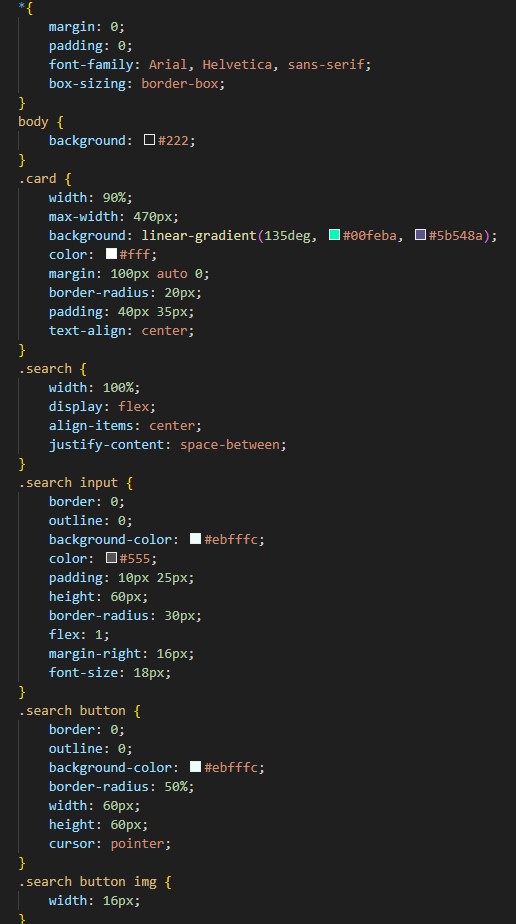 *{
    margin: 0;
    padding: 0;
    font-family: Arial, Helvetica, sans-serif;
    box-sizing: border-box;
}
body {
    background: #222;
}
.card {
    width: 90%;
    max-width: 470px;
    background: linear-gradient(135deg, #00feba, #5b548a);
    color: #fff;
    margin: 100px auto 0;
    border-radius: 20px;
    padding: 40px 35px;
    text-align: center;
}
.search {
    width: 100%;
    display: flex;
    align-items: center;
    justify-content: space-between;
}
.search input {
    border: 0;
    outline: 0;
    background-color: #ebfffc;
    color: #555;
    padding: 10px 25px;
    height: 60px;
    border-radius: 30px;
    flex: 1;
    margin-right: 16px;
    font-size: 18px;
}
.search button {
    border: 0;
    outline: 0;
    background-color: #ebfffc;
    border-radius: 50%;
    width: 60px;
    height: 60px;
    cursor: pointer;
}
.search button img {
    width: 16px;
}